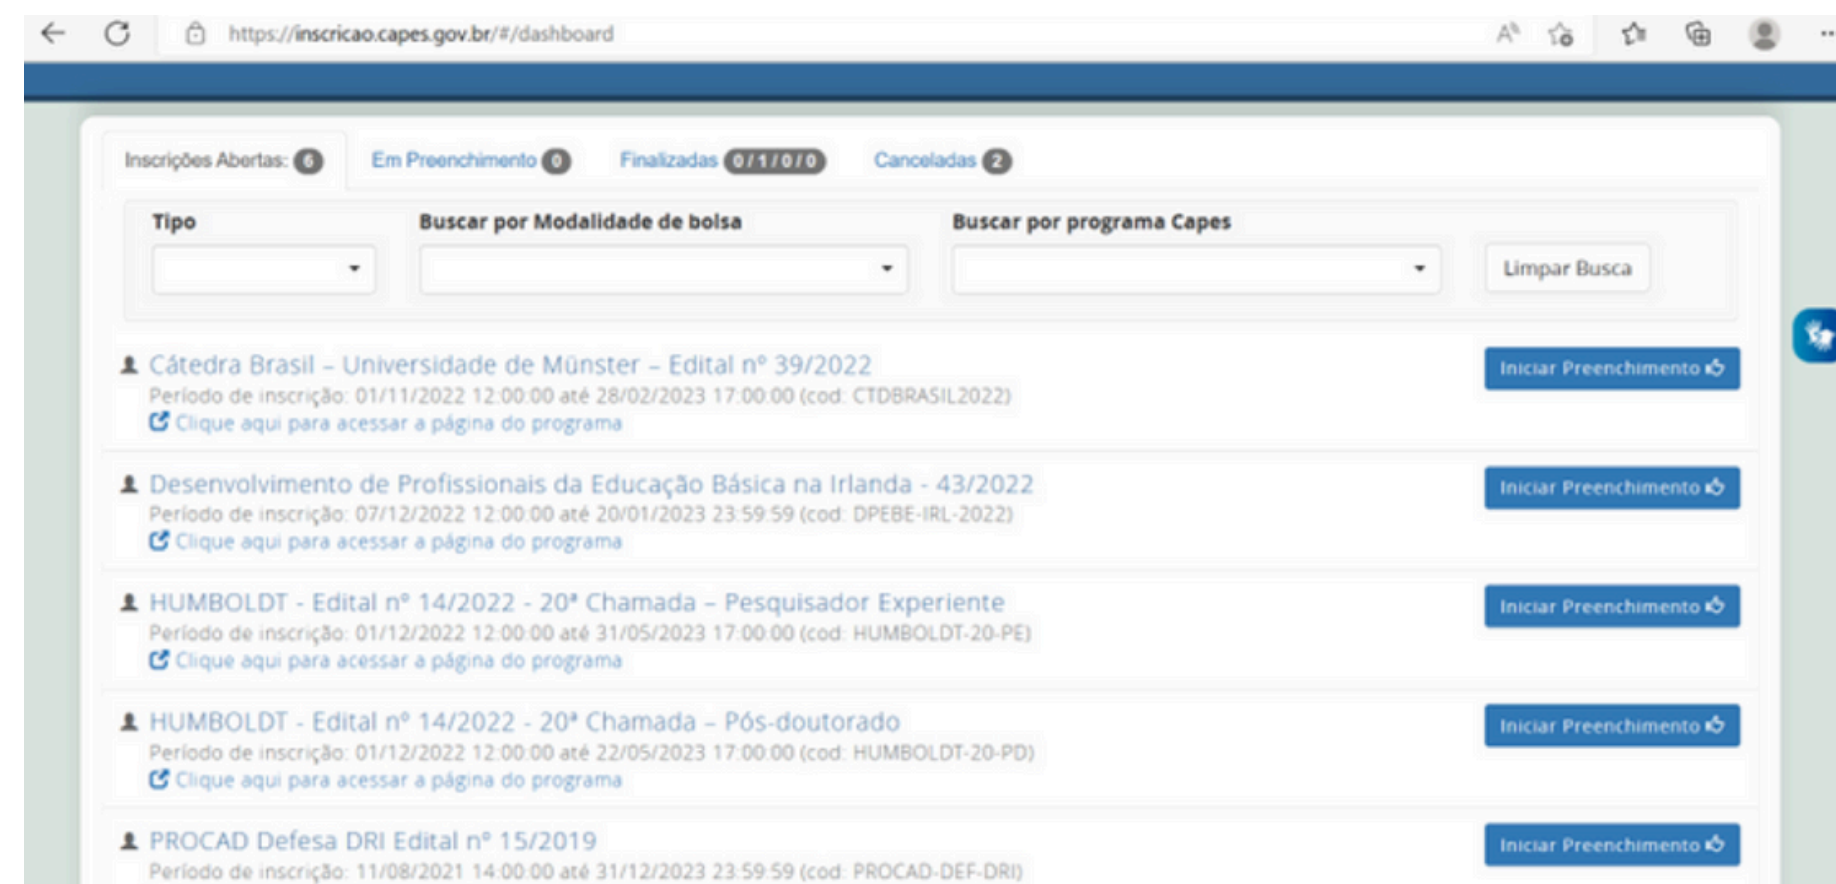 https://inscricao.capes.gov.br/#/dashboard
Inscrições Abertas: 6 Em Preenchimento 0 Finalizadas 0/1/0/0 Canceladas 2
Tipo Buscar por Modalidade de bolsa Buscar por programa Capes
Limpar Busca
Cátedra Brasil – Universidade de Münster – Edital nº 39/2022 Iniciar Preenchimento
Período de inscrição: 01/11/2022 12:00:00 até 28/02/2023 17:00:00 (cod: CTDBRASIL2022)
Clique aqui para acessar a página do programa
Desenvolvimento de Profissionais da Educação Básica na Irlanda - 43/2022 Iniciar Preenchimento
Período de inscrição: 07/12/2022 12:00:00 até 20/01/2023 23:59:59 (cod: DPEBE-IRL-2022)
Clique aqui para acessar a página do programa
HUMBOLDT - Edital nº 14/2022 - 20ª Chamada – Pesquisador Experiente Iniciar Preenchimento
Período de inscrição: 01/12/2022 12:00:00 até 31/05/2023 17:00:00 (cod: HUMBOLDT-20-PE)
Clique aqui para acessar a página do programa
HUMBOLDT - Edital nº 14/2022 - 20ª Chamada – Pós-doutorado Iniciar Preenchimento
Período de inscrição: 01/12/2022 12:00:00 até 22/05/2023 17:00:00 (cod: HUMBOLDT-20-PD)
Clique aqui para acessar a página do programa
PROCAD Defesa DRI Edital nº 15/2019 Iniciar Preenchimento
Período de inscrição: 11/08/2021 14:00:00 até 31/12/2023 23:59:59 (cod: PROCAD-DEF-DRI)